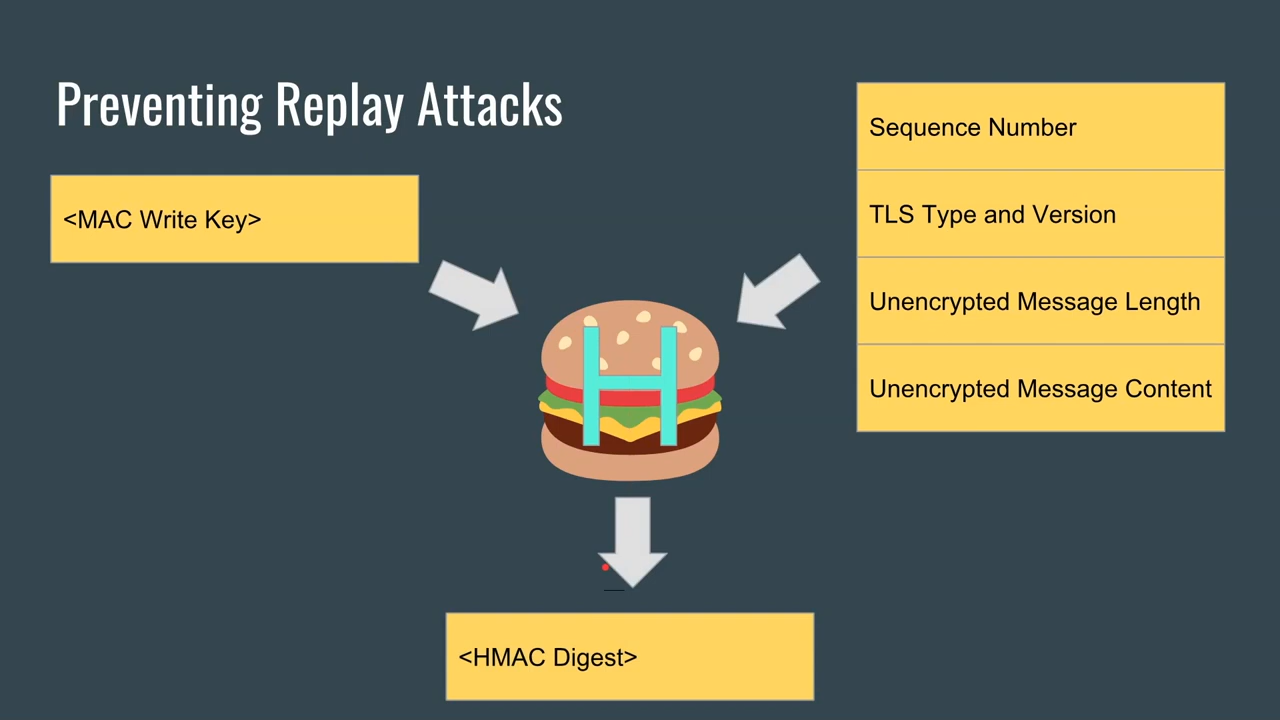 Preventing Replay Attacks
<MAC Write Key>
Sequence Number
TLS Type and Version
Unencrypted Message Length
Unencrypted Message Content
H
<HMAC Digest>